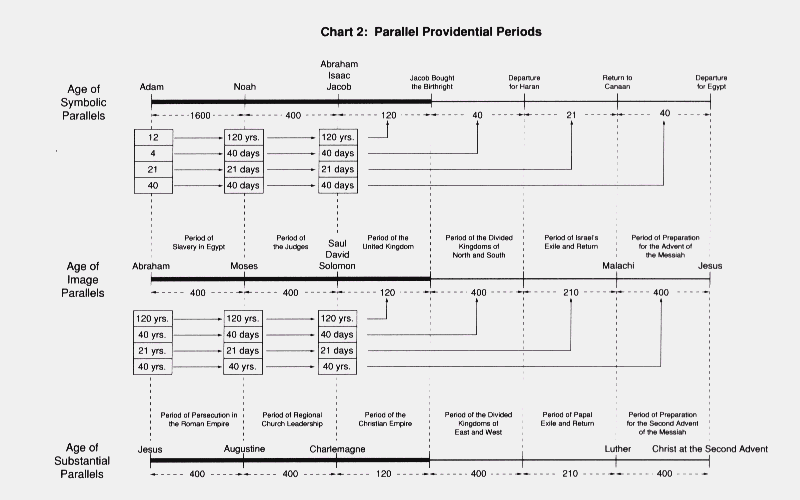 Chart 2: Parallel Providential Periods
Age of
Symbolic
Parallels
Adam
Noah
Abraham
Isaac
Jacob
Jacob Bought
the Birthright
Departure
for Haran
Return to
Canaan
Departure
for Egypt
1600 400 120 40 21 40
12 120 yrs. 120 yrs.
4 40 days 40 days
21 21 days 21 days
40 40 days 40 days
Age of
Image
Parallels
Period of
Slavery in Egypt
Period of
the Judges
Period of the
United Kingdom
Period of the Divided
Kingdoms of
North and South
Period of Israel's
Exile and Return
Period of Preparation
for the Advent of
the Messiah
Abraham
Moses
Saul
David
Solomon
Malachi
Jesus
400 400 120 400 210 400
120 yrs. 120 yrs. 120 yrs.
40 yrs. 40 days 40 days
21 yrs. 21 days 21 days
40 yrs. 40 yrs. 40 yrs.
Age of
Substantial
Parallels
Period of Persecution in
the Roman Empire
Period of Regional
Church Leadership
Period of the
Christian Empire
Period of the Divided
Kingdoms of
East and West
Period of Papal
Exile and Return
Period of Preparation
for the Second Advent
of the Messiah
Jesus
Augustine
Charlemagne
Luther
Christ at the Second Advent
400 400 120 400 210 400